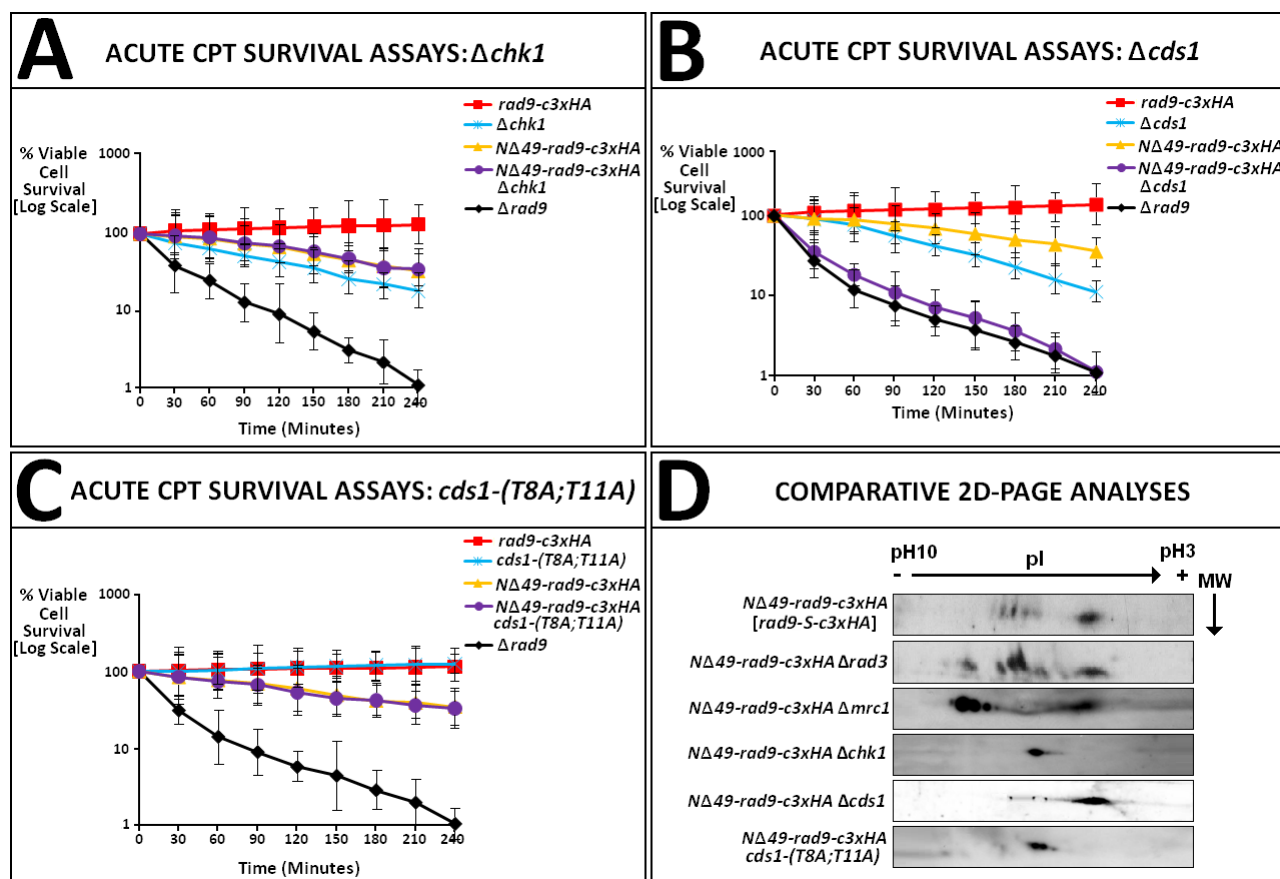 A ACUTE CPT SURVIVAL ASSAYS: Δchk1
rad9-c3xHA
Δchk1
NΔ49-rad9-c3xHA
NΔ49-rad9-c3xHA
Δchk1
Δrad9
% Viable
Cell
Survival
[Log Scale]
1000
100
10
1
0 30 60 90 120 150 180 210 240
Time (Minutes)
B ACUTE CPT SURVIVAL ASSAYS: Δcds1
rad9-c3xHA
Δcds1
NΔ49-rad9-c3xHA
NΔ49-rad9-c3xHA
Δcds1
Δrad9
% Viable
Cell
Survival
[Log Scale]
1000
100
10
1
0 30 60 90 120 150 180 210 240
Time (Minutes)
C ACUTE CPT SURVIVAL ASSAYS: cds1-(T8A;T11A)
rad9-c3xHA
cds1-(T8A;T11A)
NΔ49-rad9-c3xHA
NΔ49-rad9-c3xHA
cds1-(T8A;T11A)
Δrad9
% Viable
Cell
Survival
[Log Scale]
1000
100
10
1
0 30 60 90 120 150 180 210 240
Time (Minutes)
D COMPARATIVE 2D-PAGE ANALYSES
pH10 pI pH3
- + MW
NΔ49-rad9-c3xHA
[rad9-S-c3xHA]
NΔ49-rad9-c3xHA Δrad3
NΔ49-rad9-c3xHA Δmrc1
NΔ49-rad9-c3xHA Δchk1
NΔ49-rad9-c3xHA Δcds1
NΔ49-rad9-c3xHA
cds1-(T8A;T11A)